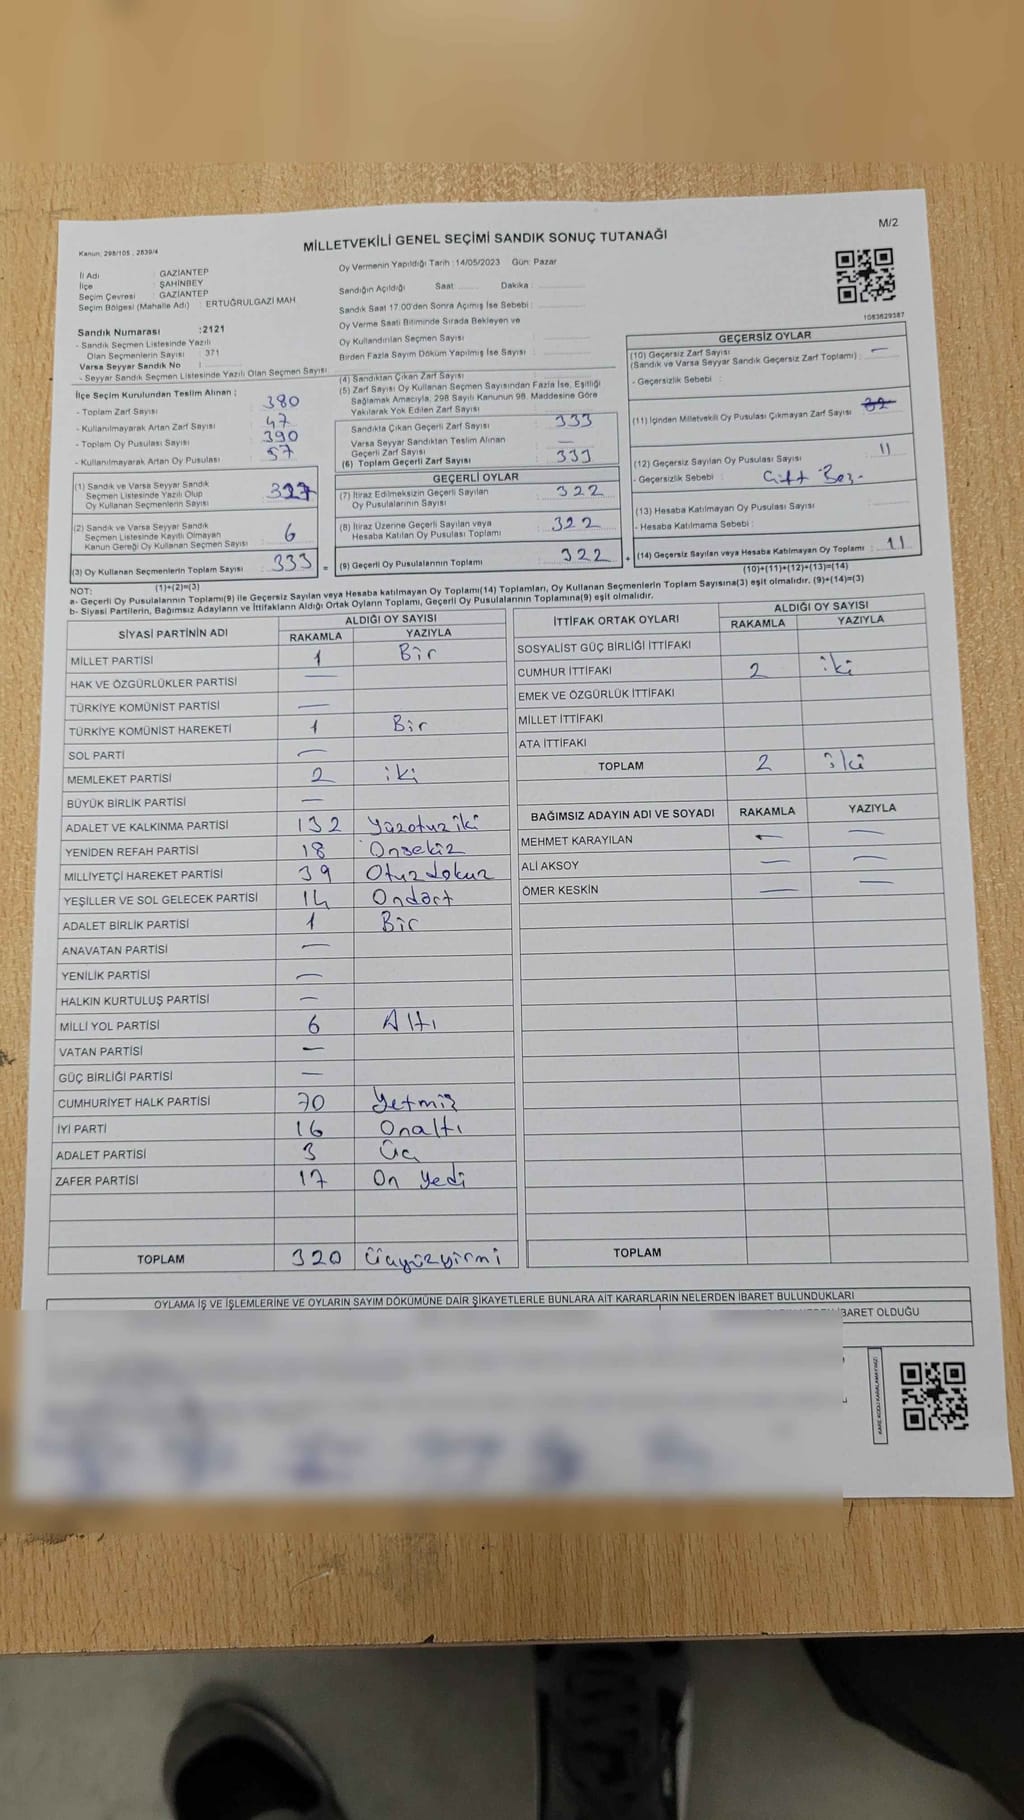 M/2
Kanun: 298/105 , 2839/4
MİLLETVEKİLİ GENEL SEÇİMİ SANDIK SONUÇ TUTANAĞI
İl Adı : GAZİANTEP
İlçe : ŞAHİNBEY
Seçim Çevresi : GAZİANTEP
Seçim Bölgesi (Mahalle Adı) : ERTUĞRULGAZİ MAH
Sandık Numarası :2121
- Sandık Seçmen Listesinde Yazılı
Olan Seçmenlerin Sayısı : 371
Varsa Seyyar Sandık No :
- Seyyar Sandık Seçmen Listesinde Yazılı Olan Seçmen Sayısı :
Oy Vermenin Yapıldığı Tarih :14/05/2023 Gün: Pazar
Sandığın Açıldığı Saat ...... Dakika :
Sandık Saat 17.00'den Sonra Açımış İse Sebebi :
Oy Verme Saati Bitiminde Sırada Bekleyen ve
Oy Kullandırılan Seçmen Sayısı :
Birden Fazla Sayım Döküm Yapılmış İse Sayısı :
1083629387
İlçe Seçim Kurulundan Teslim Alınan ;
- Toplam Zarf Sayısı : 380
- Kullanılmayarak Artan Zarf Sayısı : 47
- Toplam Oy Pusulası Sayısı : 390
- Kullanılmayarak Artan Oy Pusulası : 57
(1) Sandık ve Varsa Seyyar Sandık
Seçmen Listesinde Yazılı Olup
Oy Kullanan Seçmenlerin Sayısı : 327
(2) Sandık ve Varsa Seyyar Sandık
Seçmen Listesinde Kayıtlı Olmayan
Kanun Gereği Oy Kullanan Seçmen Sayısı : 6
(3) Oy Kullanan Seçmenlerin Toplam Sayısı : 333 =
(1)+(2)=(3)
(4) Sandıktan Çıkan Zarf Sayısı :
(5) Zarf Sayısı Oy Kullanan Seçmen Sayısından Fazla İse, Eşitliği
Sağlamak Amacıyla, 298 Sayılı Kanunun 98. Maddesine Göre
Yakılarak Yok Edilen Zarf Sayısı :
Sandıkta Çıkan Geçerli Zarf Sayısı : 333
Varsa Seyyar Sandıktan Teslim Alınan
Geçerli Zarf Sayısı : —
(6) Toplam Geçerli Zarf Sayısı : 333
GEÇERLİ OYLAR
(7) İtiraz Edilmeksizin Geçerli Sayılan
Oy Pusulalarının Sayısı : 322
(8) İtiraz Üzerine Geçerli Sayılan veya
Hesaba Katılan Oy Pusulası Toplamı : 322
(9) Geçerli Oy Pusulalarının Toplamı : 322 +
GEÇERSİZ OYLAR
(10) Geçersiz Zarf Sayısı
(Sandık ve Varsa Seyyar Sandık Geçersiz Zarf Toplamı) : —
- Geçersizlik Sebebi :
(11) İçinden Milletvekili Oy Pusulası Çıkmayan Zarf Sayısı :
(12) Geçersiz Sayılan Oy Pusulası Sayısı : 11
- Geçersizlik Sebebi : Çift Bas-
(13) Hesaba Katılmayan Oy Pusulası Sayısı :
- Hesaba Katılmama Sebebi :
(14) Geçersiz Sayılan veya Hesaba Katılmayan Oy Toplamı : 11
(10)+(11)+(12)+(13)=(14)
NOT:
a- Geçerli Oy Pusulalarının Toplamı(9) ile Geçersiz Sayılan veya Hesaba katılmayan Oy Toplamı(14) Toplamları, Oy Kullanan Seçmenlerin Toplam Sayısına(3) eşit olmalıdır. (9)+(14)=(3)
b- Siyasi Partilerin, Bağımsız Adayların ve İttifakların Aldığı Ortak Oyların Toplamı, Geçerli Oy Pusulalarının Toplamına(9) eşit olmalıdır.
SİYASİ PARTİNİN ADI ALDIĞI OY SAYISI
RAKAMLA YAZIYLA
MİLLET PARTİSİ 1 Bir
HAK VE ÖZGÜRLÜKLER PARTİSİ —
TÜRKİYE KOMÜNİST PARTİSİ —
TÜRKİYE KOMÜNİST HAREKETİ 1 Bir
SOL PARTİ —
MEMLEKET PARTİSİ 2 iki
BÜYÜK BİRLİK PARTİSİ —
ADALET VE KALKINMA PARTİSİ 132 Yüzotuziki
YENİDEN REFAH PARTİSİ 18 Onsekiz
MİLLİYETÇİ HAREKET PARTİSİ 39 Otuzdokuz
YEŞİLLER VE SOL GELECEK PARTİSİ 14 Ondört
ADALET BİRLİK PARTİSİ 1 Bir
ANAVATAN PARTİSİ —
YENİLİK PARTİSİ —
HALKIN KURTULUŞ PARTİSİ —
MİLLİ YOL PARTİSİ 6 Altı
VATAN PARTİSİ —
GÜÇ BİRLİĞİ PARTİSİ —
CUMHURİYET HALK PARTİSİ 70 Yetmiş
İYİ PARTİ 16 Onaltı
ADALET PARTİSİ 3 Üç
ZAFER PARTİSİ 17 On Yedi
TOPLAM 320 Üçyüzyirmi
İTTİFAK ORTAK OYLARI ALDIĞI OY SAYISI
RAKAMLA YAZIYLA
SOSYALİST GÜÇ BİRLİĞİ İTTİFAKI
CUMHUR İTTİFAKI 2 iki
EMEK VE ÖZGÜRLÜK İTTİFAKI
MİLLET İTTİFAKI
ATA İTTİFAKI
TOPLAM 2 iki
BAĞIMSIZ ADAYIN ADI VE SOYADI RAKAMLA YAZIYLA
MEHMET KARAYILAN — —
ALİ AKSOY — —
ÖMER KESKİN — —
TOPLAM
OYLAMA İŞ VE İŞLEMLERİNE VE OYLARIN SAYIM DÖKÜMÜNE DAİR ŞİKAYETLERLE BUNLARA AİT KARARLARIN NELERDEN İBARET BULUNDUKLARI
İBARET OLDUĞU
KARE KODU KARALAMAYINIZ!